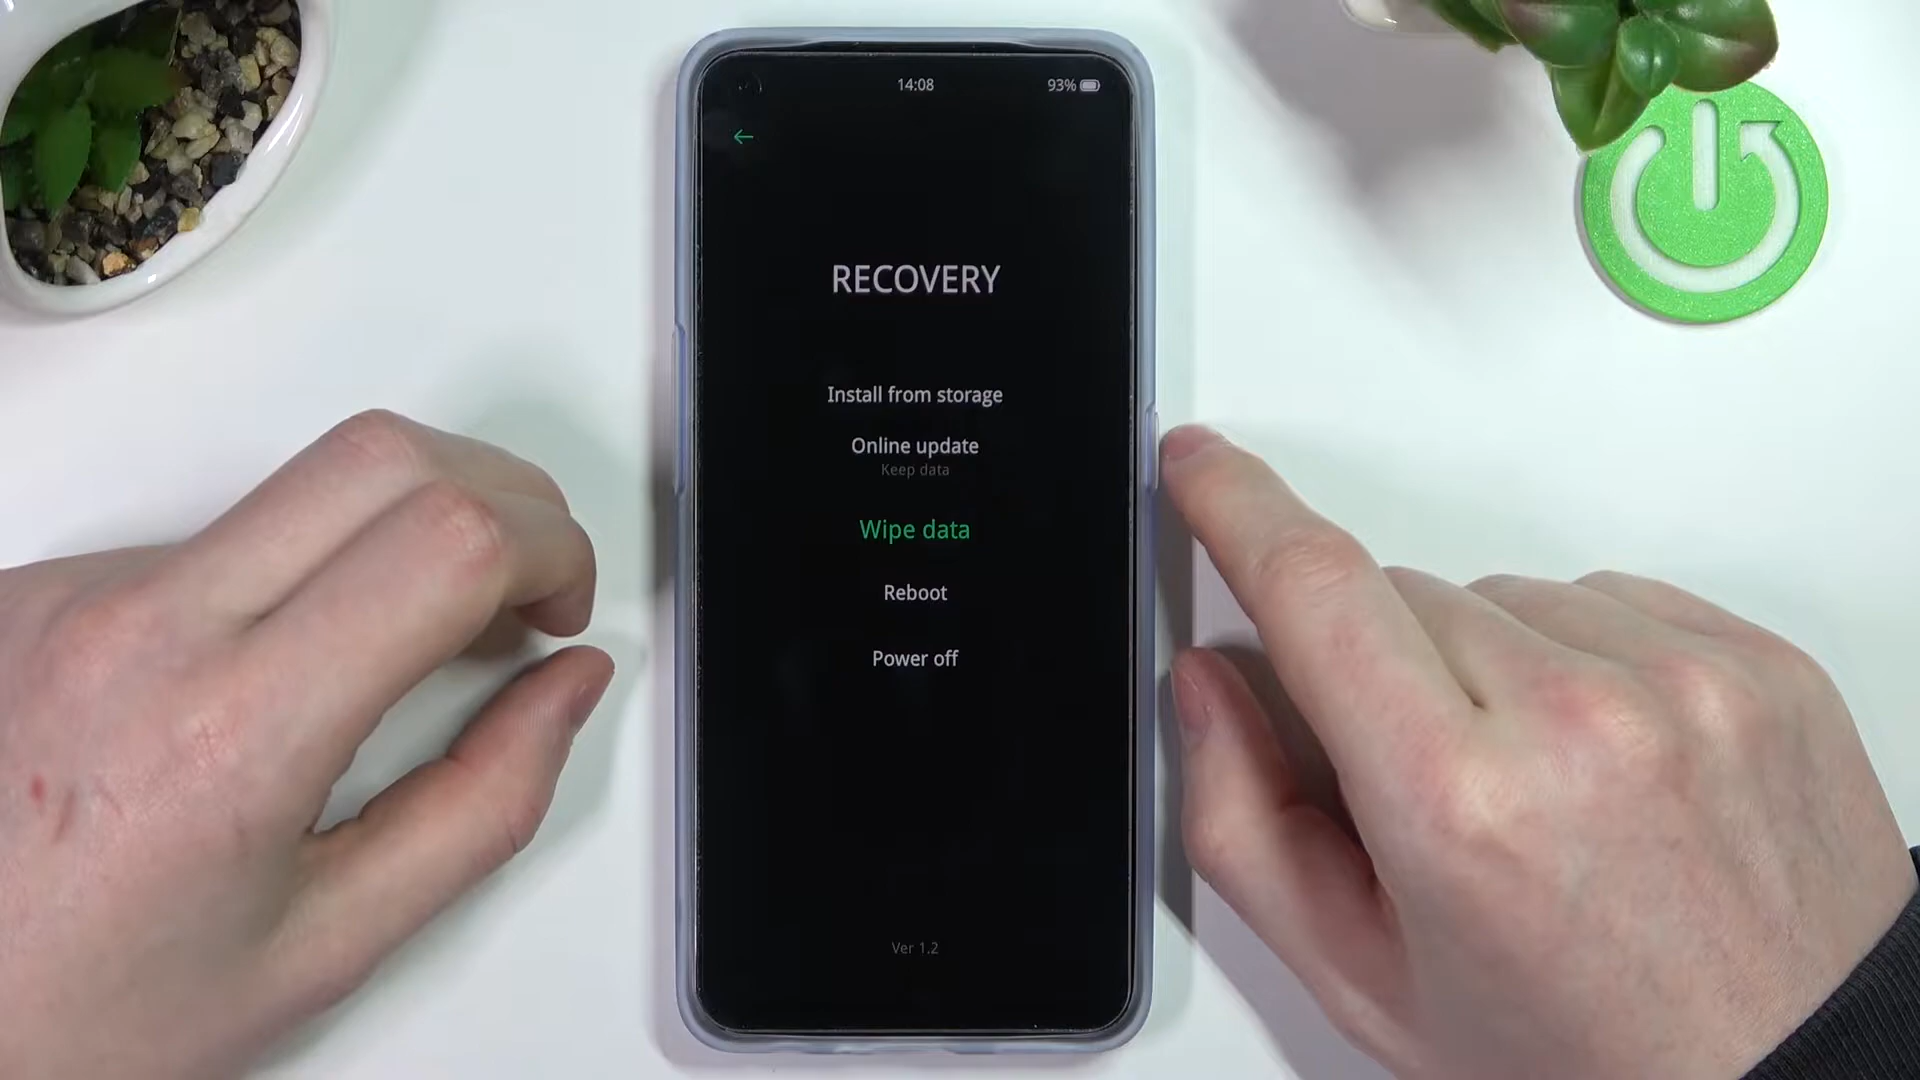 14:08
93%
RECOVERY
Install from storage
Online update
Keep data
Wipe data
Reboot
Power off
Ver 1.2